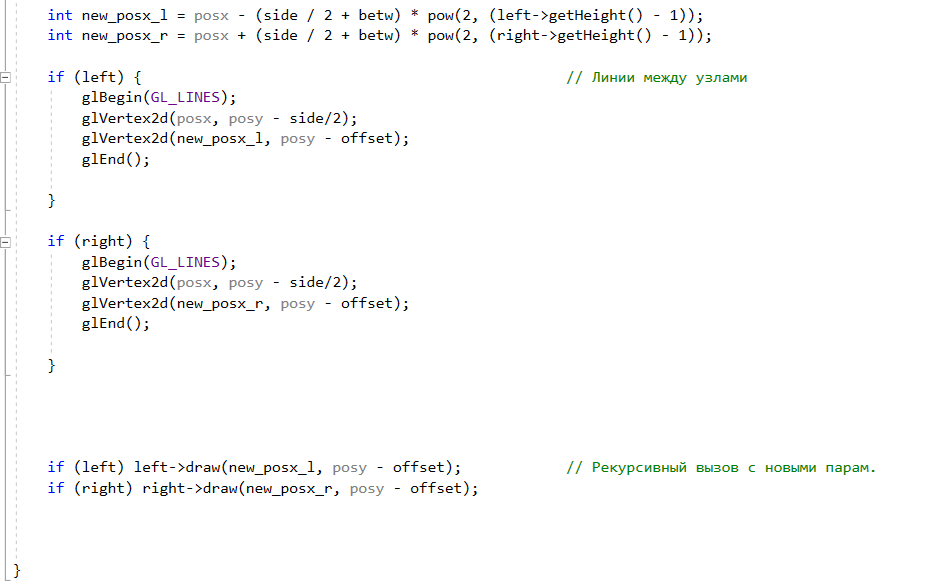 int new_posx_l = posx - (side / 2 + betw) * pow(2, (left->getHeight() - 1));
int new_posx_r = posx + (side / 2 + betw) * pow(2, (right->getHeight() - 1));
if (left) { // Линии между узлами
glBegin(GL_LINES);
glVertex2d(posx, posy - side/2);
glVertex2d(new_posx_l, posy - offset);
glEnd();
}
if (right) {
glBegin(GL_LINES);
glVertex2d(posx, posy - side/2);
glVertex2d(new_posx_r, posy - offset);
glEnd();
}
if (left) left->draw(new_posx_l, posy - offset); // Рекурсивный вызов с новыми парам.
if (right) right->draw(new_posx_r, posy - offset);
}